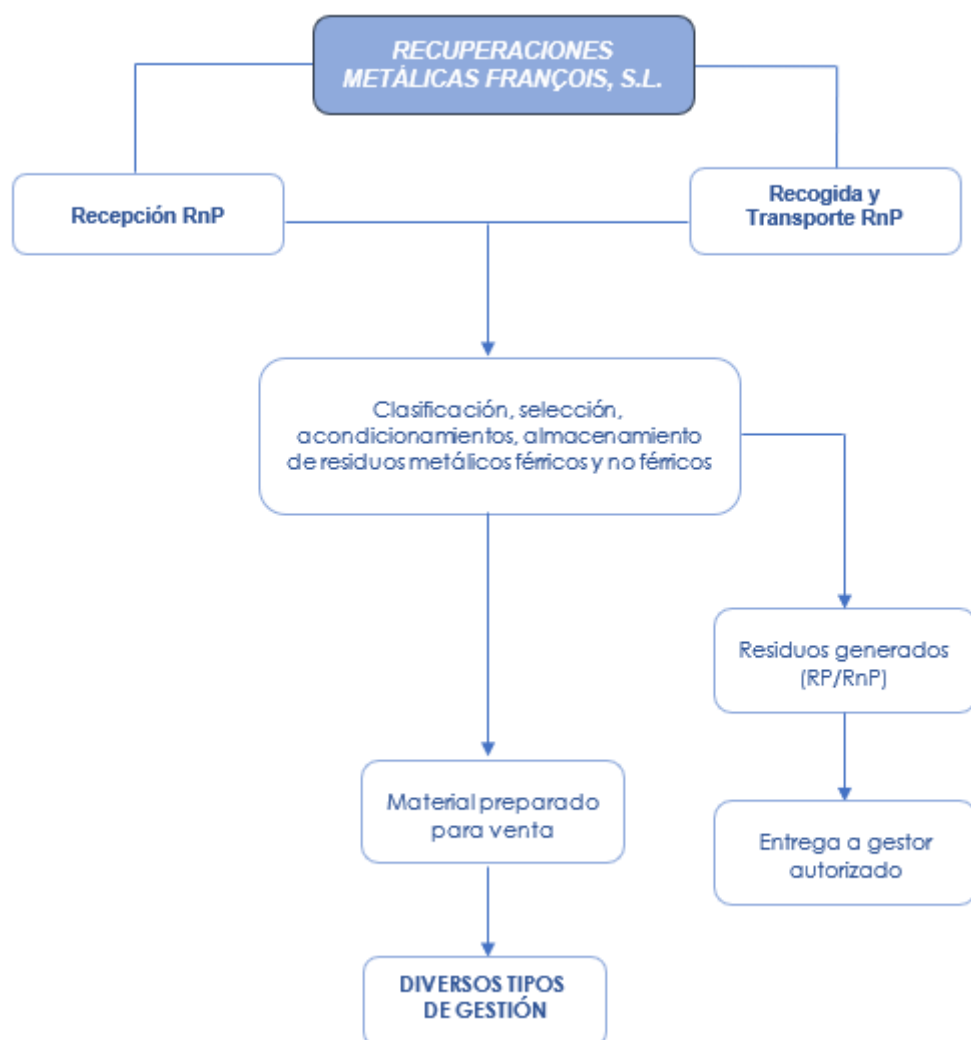 RECUPERACIONES
METÁLICAS FRANÇOIS, S.L.
Recepción RnP
Recogida y
Transporte RnP
Clasificación, selección,
acondicionamientos, almacenamiento
de residuos metálicos férricos y no férricos
Residuos generados
(RP/RnP)
Material preparado
para venta
Entrega a gestor
autorizado
DIVERSOS TIPOS
DE GESTIÓN